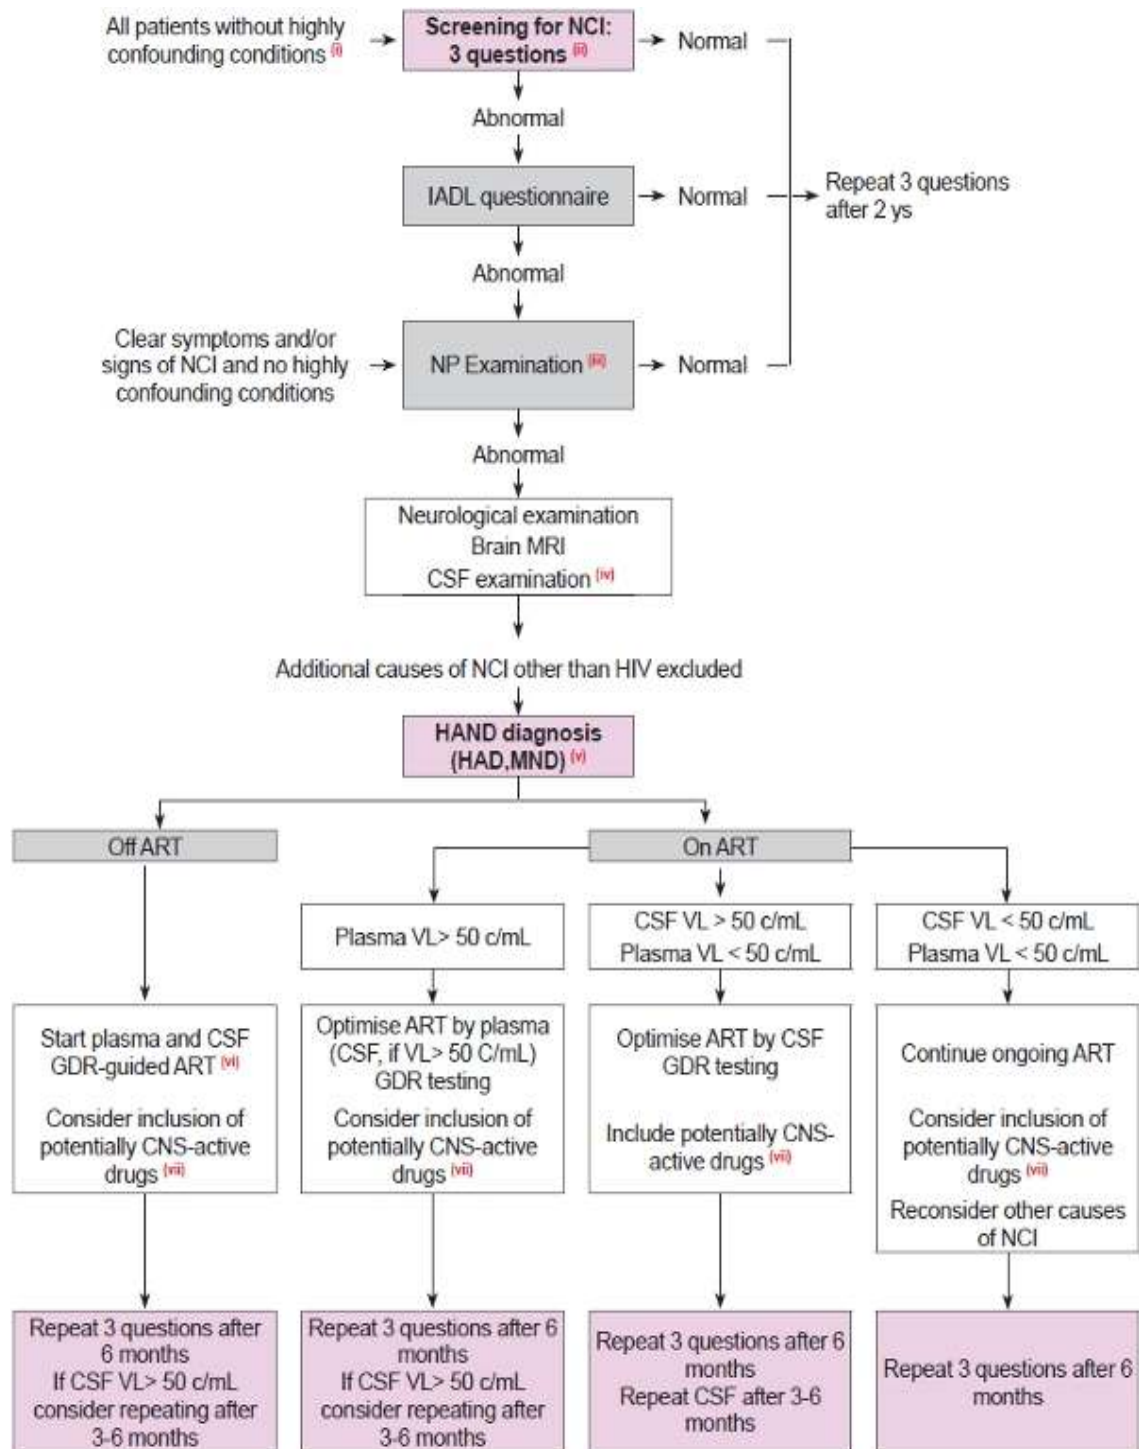 All patients without highly
confounding conditions (i)
Screening for NCI:
3 questions (ii)
Normal
Abnormal
IADL questionnaire
Normal
Repeat 3 questions
after 2 ys
Abnormal
Clear symptoms and/or
signs of NCI and no highly
confounding conditions
NP Examination (iii)
Normal
Abnormal
Neurological examination
Brain MRI
CSF examination (iv)
Additional causes of NCI other than HIV excluded
HAND diagnosis
(HAD,MND) (v)
Off ART
On ART
Plasma VL> 50 c/mL
CSF VL > 50 c/mL
Plasma VL < 50 c/mL
CSF VL < 50 c/mL
Plasma VL < 50 c/mL
Start plasma and CSF
GDR-guided ART (vi)
Consider inclusion of
potentially CNS-active
drugs (vii)
Optimise ART by plasma
(CSF, if VL> 50 C/mL)
GDR testing
Consider inclusion of
potentially CNS-active
drugs (vii)
Optimise ART by CSF
GDR testing
Include potentially CNS-
active drugs (vii)
Continue ongoing ART
Consider inclusion of
potentially CNS-active
drugs (vii)
Reconsider other causes
of NCI
Repeat 3 questions after
6 months
If CSF VL> 50 c/mL
consider repeating after
3-6 months
Repeat 3 questions after 6
months
If CSF VL> 50 c/mL
consider repeating after
3-6 months
Repeat 3 questions after 6
months
Repeat CSF after 3-6
months
Repeat 3 questions after 6
months